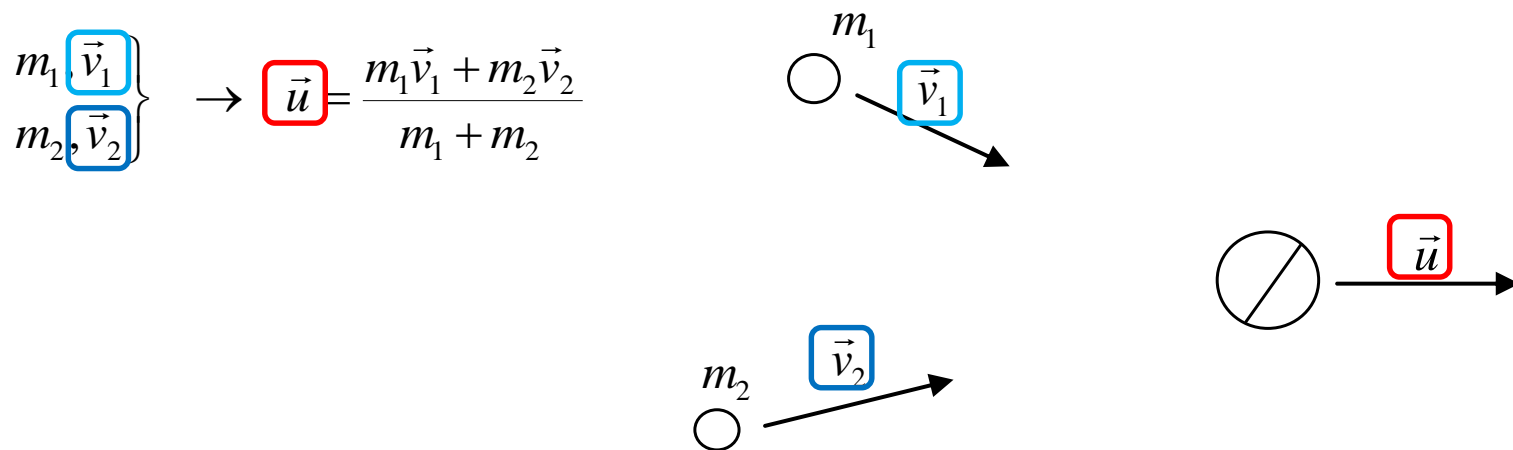 m₁, v⃗₁ } → u⃗ = (m₁v⃗₁ + m₂v⃗₂) / (m₁ + m₂)
m₂, v⃗₂
m₁
v⃗₁
u⃗
v⃗₂
m₂